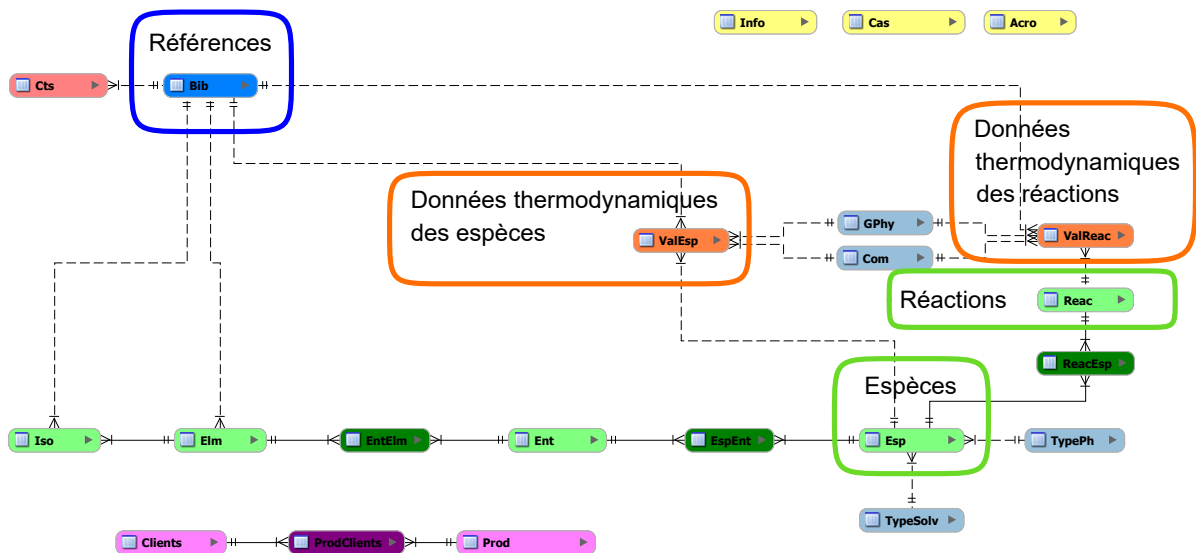 Info
Cas
Acro
Références
Cts
Bib
Données
thermodynamiques
des réactions
Données thermodynamiques
des espèces
GPhy
ValEsp
ValReac
Com
Réactions
Reac
ReacEsp
Espèces
Iso
Elm
EntElm
Ent
EspEnt
Esp
TypePh
TypeSolv
Clients
ProdClients
Prod